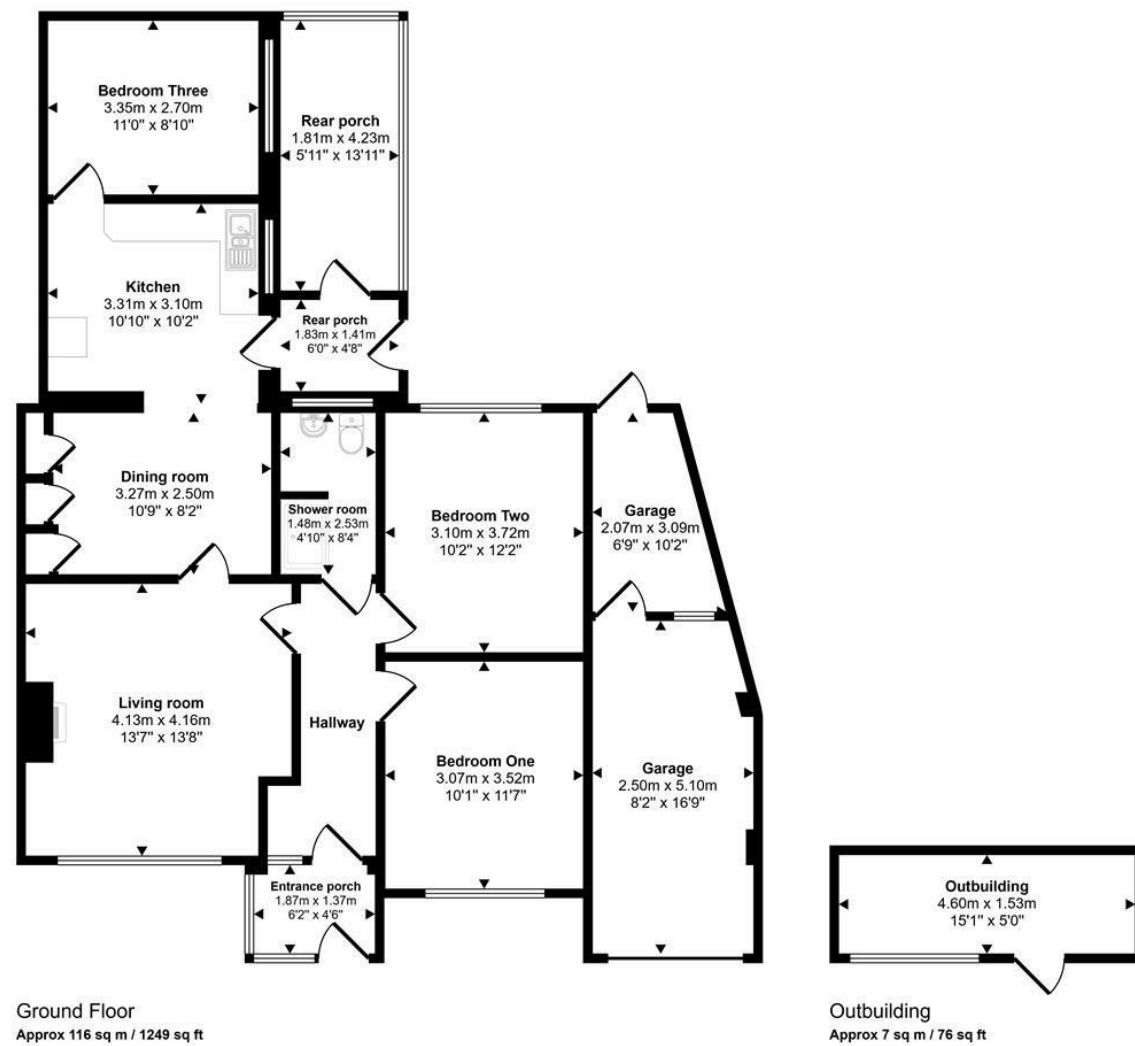 Bedroom Three
3.35m x 2.70m
11'0" x 8'10"
Rear porch
1.81m x 4.23m
5'11" x 13'11"
Kitchen
3.31m x 3.10m
10'10" x 10'2"
Rear porch
1.83m x 1.41m
6'0" x 4'8"
Dining room
3.27m x 2.50m
10'9" x 8'2"
Shower room
1.48m x 2.53m
4'10" x 8'4"
Bedroom Two
3.10m x 3.72m
10'2" x 12'2"
Garage
2.07m x 3.09m
6'9" x 10'2"
Living room
4.13m x 4.16m
13'7" x 13'8"
Hallway
Bedroom One
3.07m x 3.52m
10'1" x 11'7"
Garage
2.50m x 5.10m
8'2" x 16'9"
Entrance porch
1.87m x 1.37m
6'2" x 4'6"
Outbuilding
4.60m x 1.53m
15'1" x 5'0"
Ground Floor
Approx 116 sq m / 1249 sq ft
Outbuilding
Approx 7 sq m / 76 sq ft